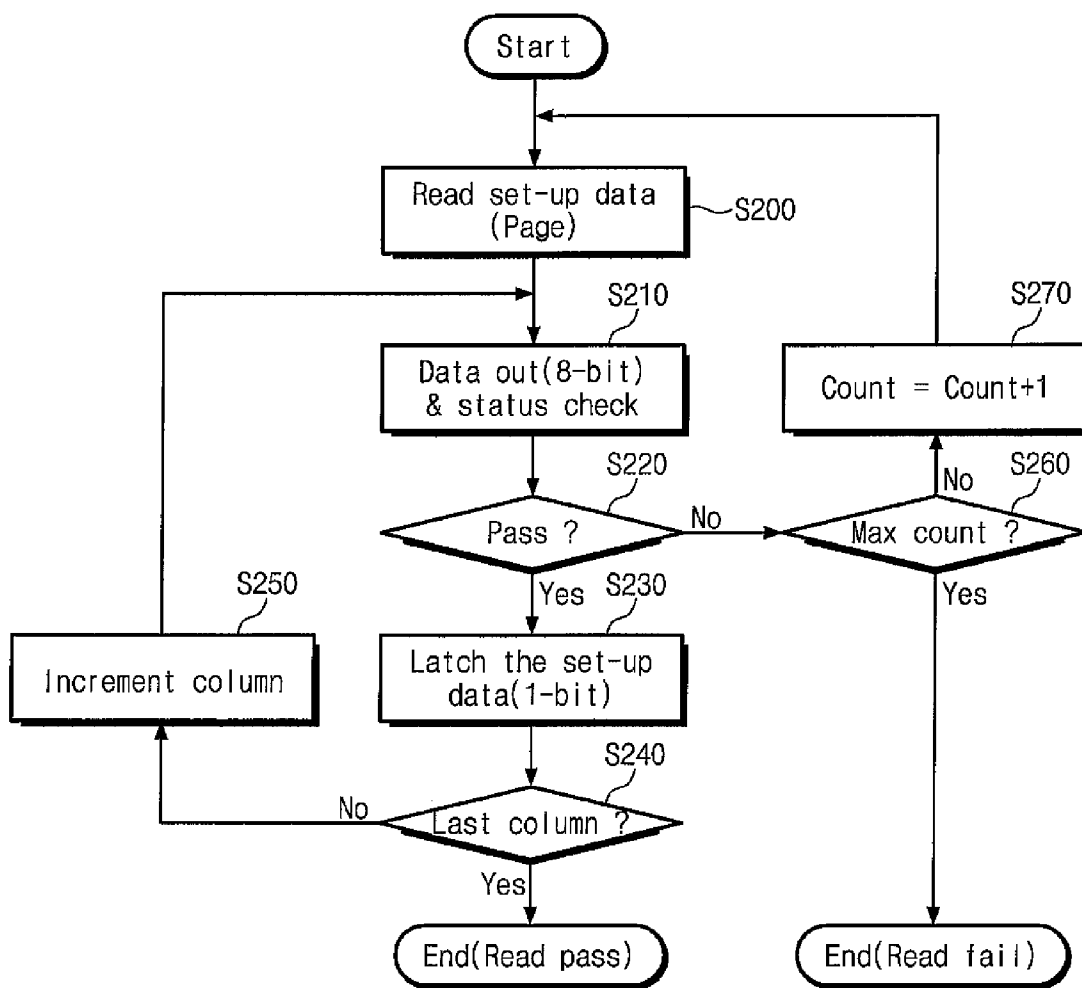 Start
Read set-up data
(Page)
S200
S210
Data out(8-bit)
& status check
S270
Count = Count+1
S220
Pass ?
No
S260
No
Max count ?
Yes
Yes
S230
Latch the set-up
data(1-bit)
S250
Increment column
S240
Last column ?
No
Yes
End(Read pass)
End(Read fail)